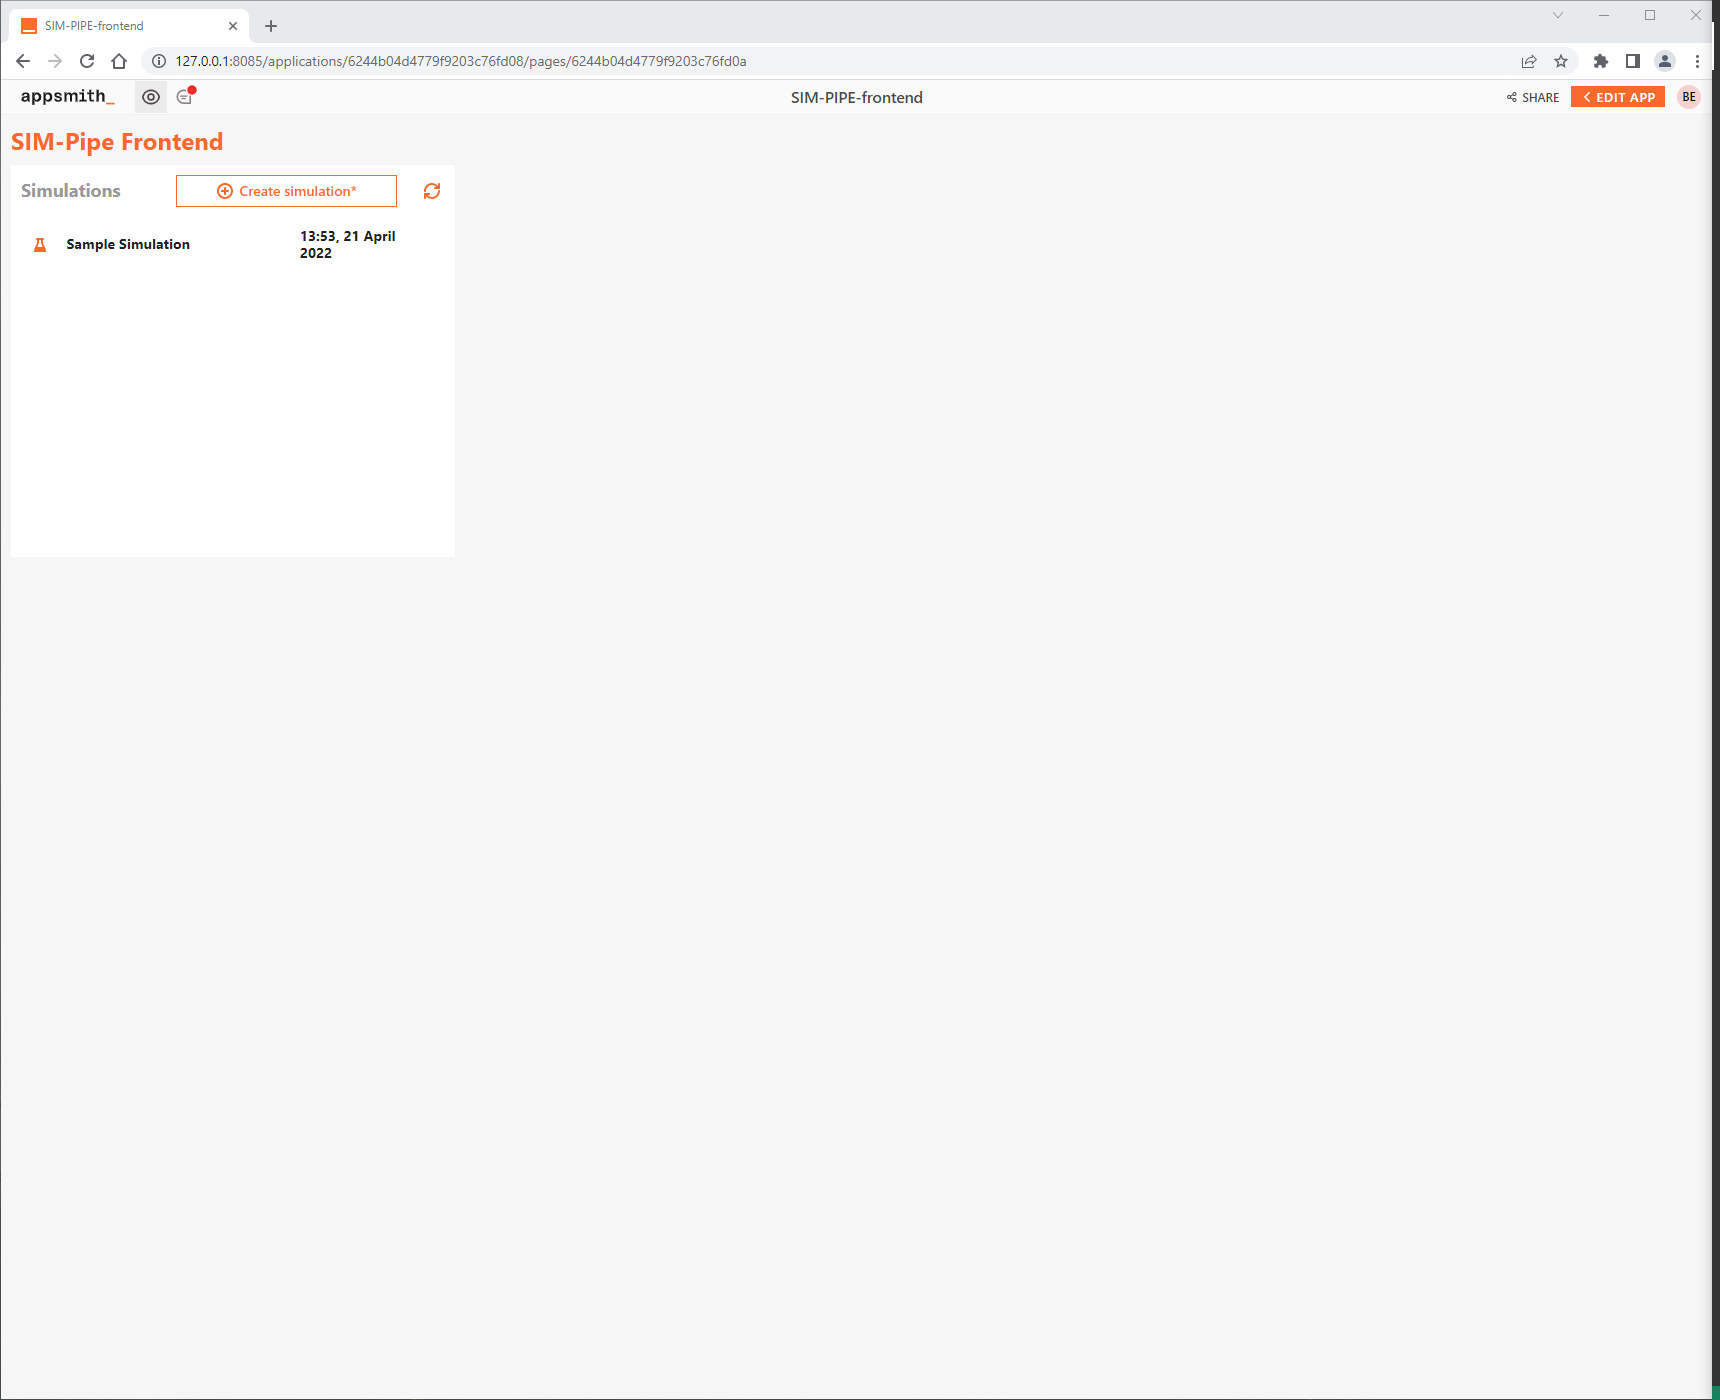 SIM-PIPE-frontend
127.0.0.1:8085/applications/6244b04d4779f9203c76fd08/pages/6244b04d4779f9203c76fd0a
appsmith_
SIM-PIPE-frontend
SHARE
EDIT APP
BE
SIM-Pipe Frontend
Simulations
Create simulation*
Sample Simulation
13:53, 21 April
2022